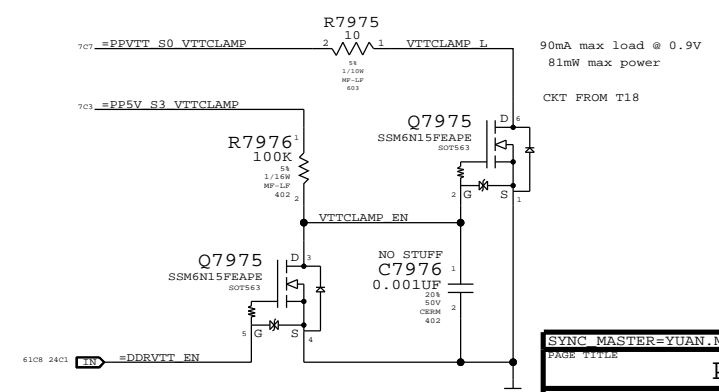 R7975
10
7C7 =PPVTT_S0_VTTCLAMP 2 1 VTTCLAMP_L
5%
1/10W
MF-LF
603
90mA max load @ 0.9V
81mW max power
CKT FROM T18
7C3 =PP5V_S3_VTTCLAMP
Q7975
SSM6N15FEAPE
SOT563
D 6
2 G S 1
R7976
100K
5%
1/16W
MF-LF
402
1
2
VTTCLAMP_EN
Q7975
SSM6N15FEAPE
SOT563
D 3
5 G S 4
NO STUFF
C7976
0.001UF
20%
50V
CERM
402
1
2
61C8 24C1 IN =DDRVTT_EN
SYNC_MASTER=YUAN.M
PAGE TITLE